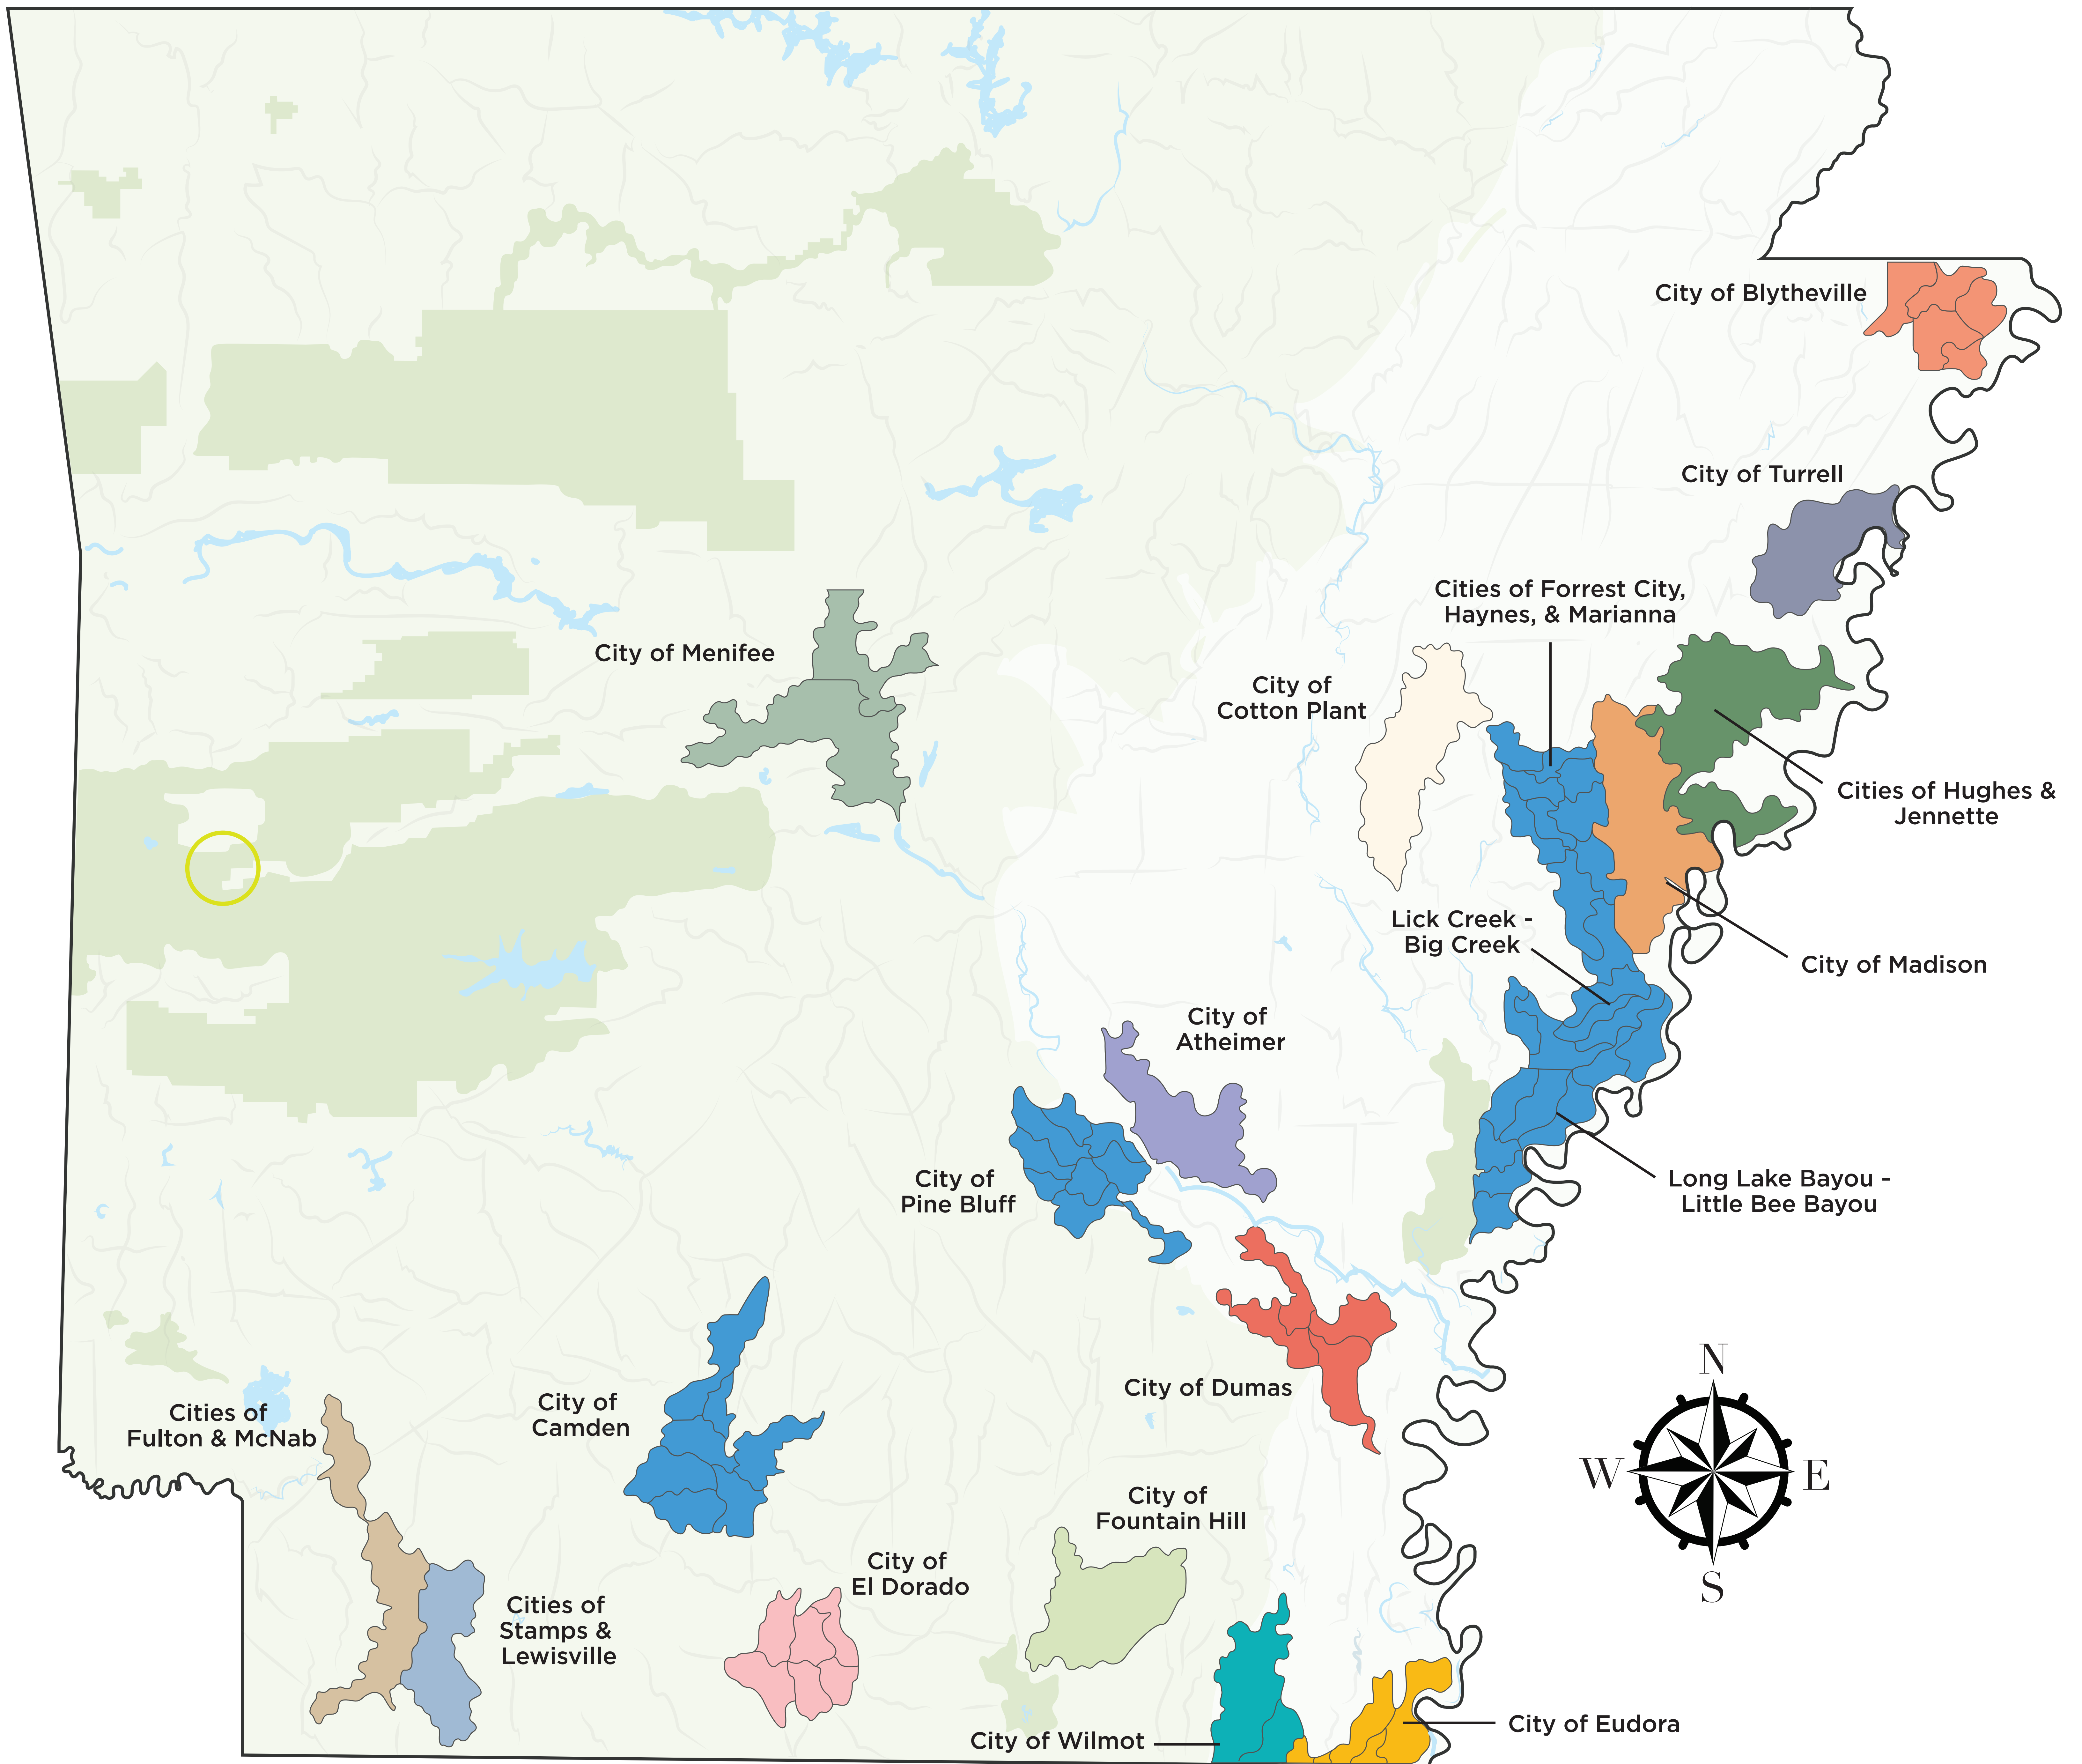 City of Blytheville
City of Turrell
Cities of Forrest City,
Haynes, & Marianna
City of Menifee
City of
Cotton Plant
Cities of Hughes &
Jennette
Lick Creek -
Big Creek
City of Madison
City of
Atheimer
City of
Pine Bluff
Long Lake Bayou -
Little Bee Bayou
City of Dumas
Cities of
Fulton & McNab
City of
Camden
N
W
E
S
City of
Fountain Hill
City of
El Dorado
Cities of
Stamps &
Lewisville
City of Eudora
City of Wilmot